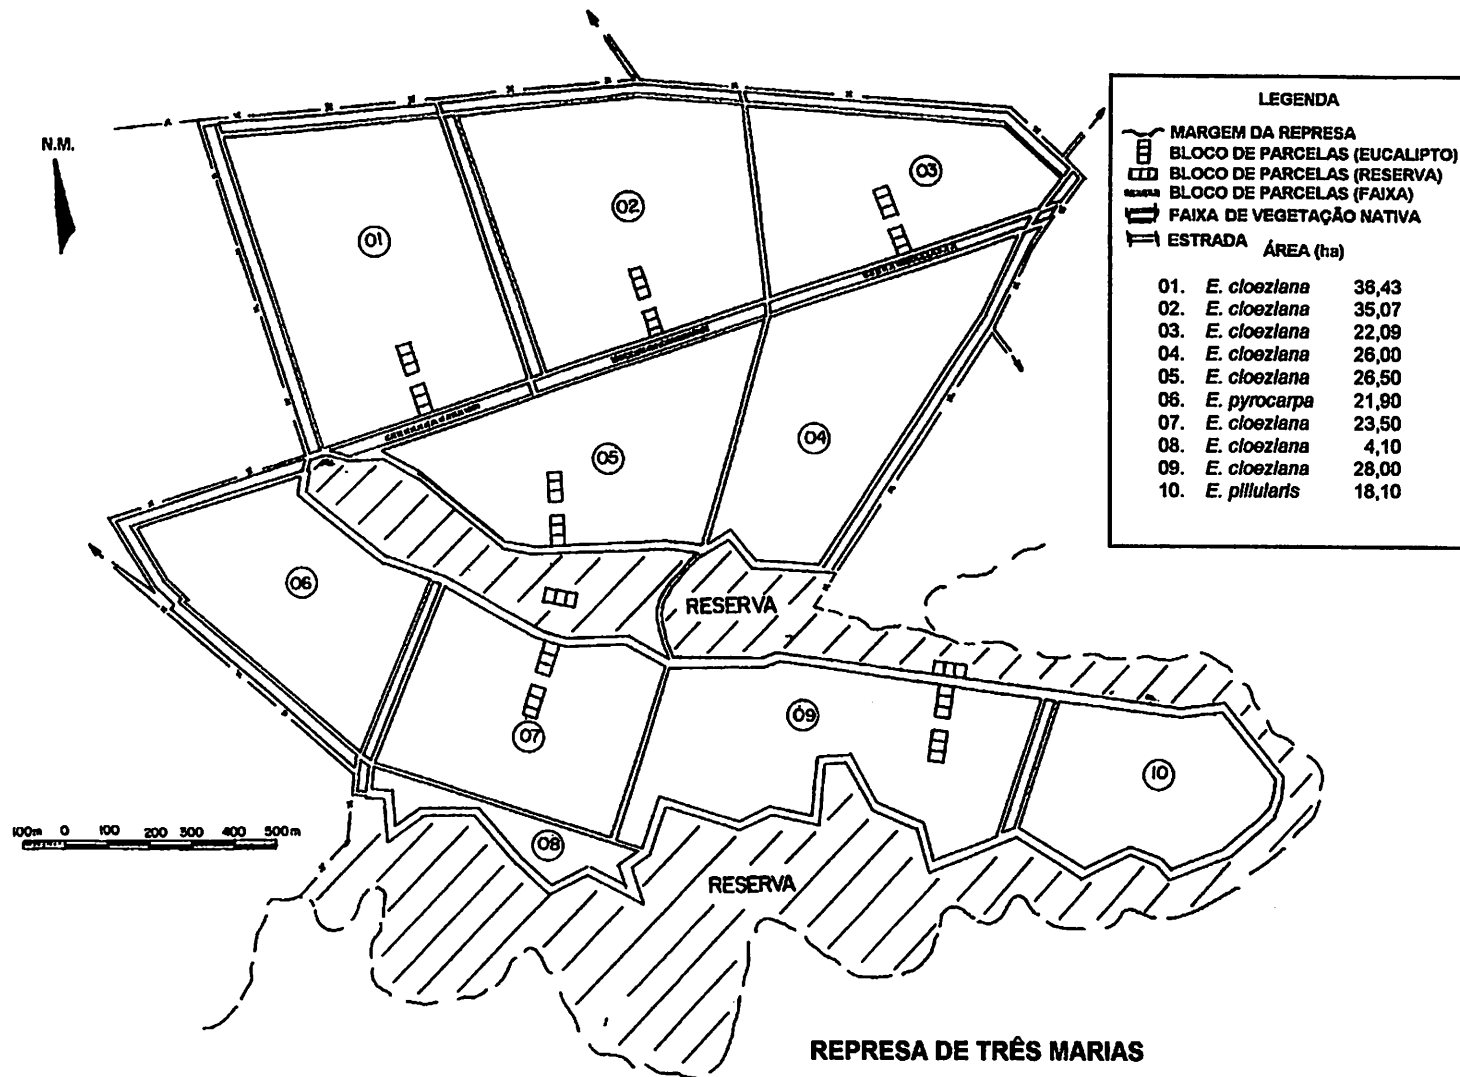 N.M.
01
02
03
04
05
06
07
08
09
10
RESERVA
RESERVA
100m 0 100 200 300 400 500m
REPRESA DE TRÊS MARIAS
LEGENDA
MARGEM DA REPRESA
BLOCO DE PARCELAS (EUCALIPTO)
BLOCO DE PARCELAS (RESERVA)
BLOCO DE PARCELAS (FAIXA)
FAIXA DE VEGETAÇÃO NATIVA
ESTRADA
ÁREA (ha)
01. E. cloeziana 38,43
02. E. cloeziana 35,07
03. E. cloeziana 22,09
04. E. cloeziana 26,00
05. E. cloeziana 26,50
06. E. pyrocarpa 21,90
07. E. cloeziana 23,50
08. E. cloeziana 4,10
09. E. cloeziana 28,00
10. E. pilularis 18,10